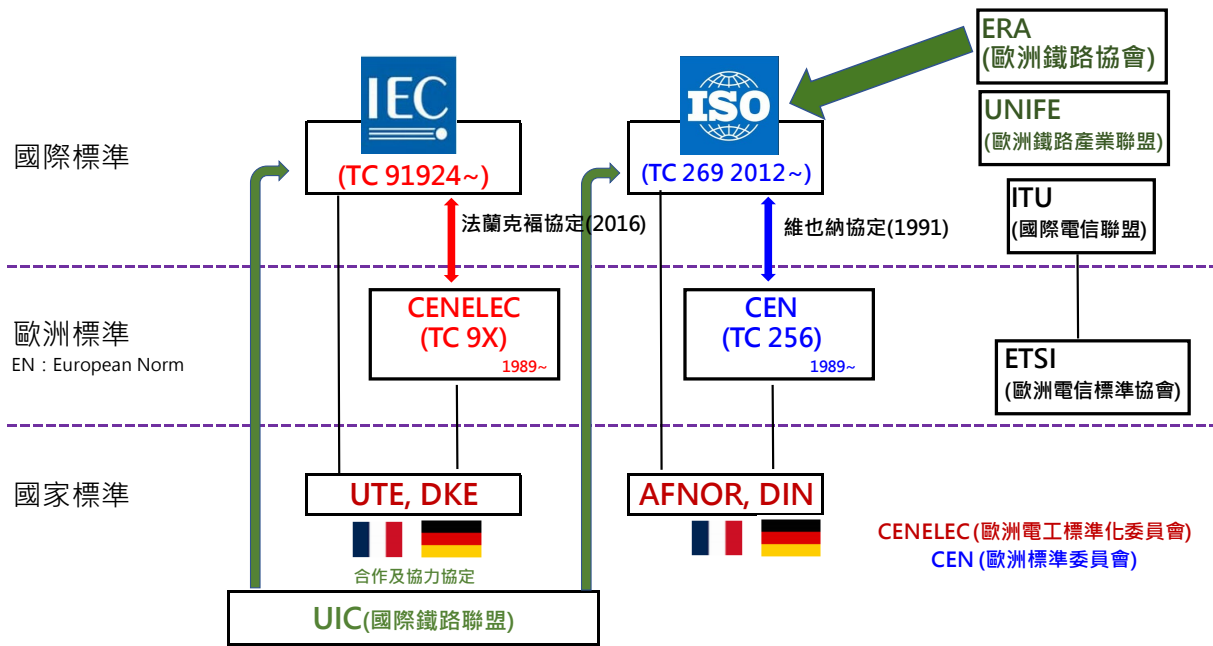 ERA
(歐洲鐵路協會)
IEC
ISO
UNIFE
(歐洲鐵路產業聯盟)
國際標準
(TC 91924~)
(TC 269 2012~)
ITU
(國際電信聯盟)
法蘭克福協定(2016)
維也納協定(1991)
歐洲標準
EN：European Norm
CENELEC
(TC 9X)
1989~
CEN
(TC 256)
1989~
ETSI
(歐洲電信標準協會)
國家標準
UTE, DKE
AFNOR, DIN
CENELEC(歐洲電工標準化委員會)
CEN (歐洲標準委員會)
合作及協力協定
UIC(國際鐵路聯盟)